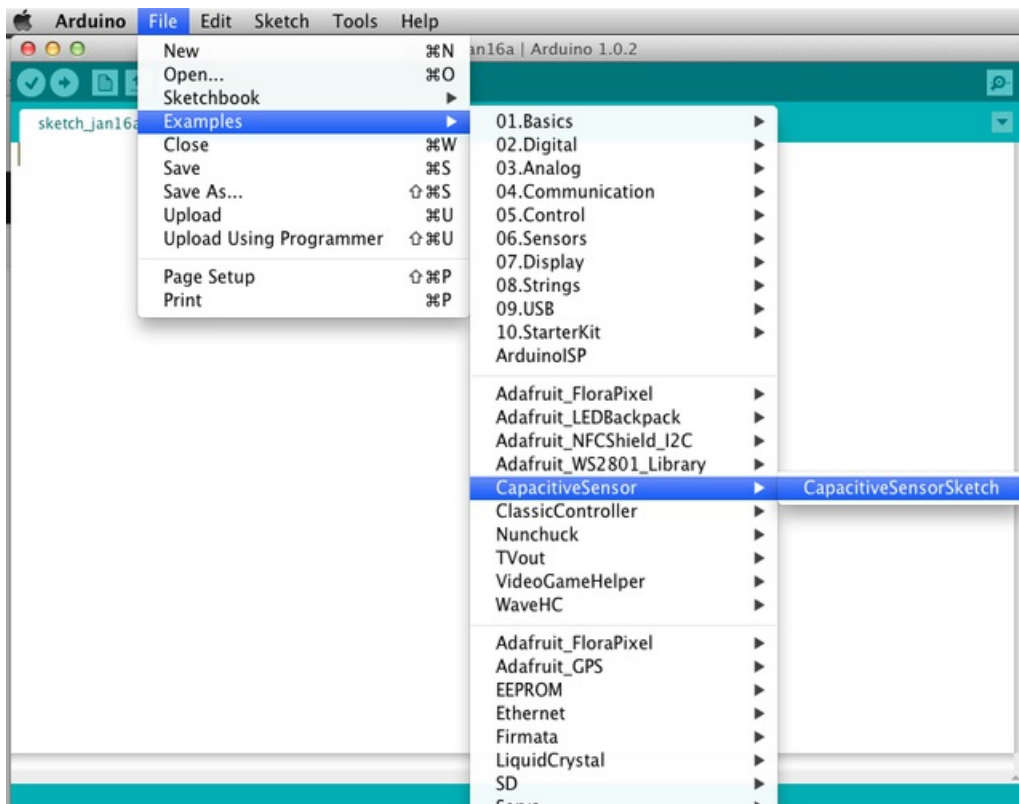 Arduino File Edit Sketch Tools Help
an16a | Arduino 1.0.2
sketch_jan16a
New ⌘N
Open... ⌘O
Sketchbook
Examples
Close ⌘W
Save ⌘S
Save As... ⇧⌘S
Upload ⌘U
Upload Using Programmer ⇧⌘U
Page Setup ⇧⌘P
Print ⌘P
01.Basics
02.Digital
03.Analog
04.Communication
05.Control
06.Sensors
07.Display
08.Strings
09.USB
10.StarterKit
ArduinoISP
Adafruit_FloraPixel
Adafruit_LEDBackpack
Adafruit_NFCShield_I2C
Adafruit_WS2801_Library
CapacitiveSensor
ClassicController
Nunchuck
TVout
VideoGameHelper
WaveHC
Adafruit_FloraPixel
Adafruit_GPS
EEPROM
Ethernet
Firmata
LiquidCrystal
SD
CapacitiveSensorSketch